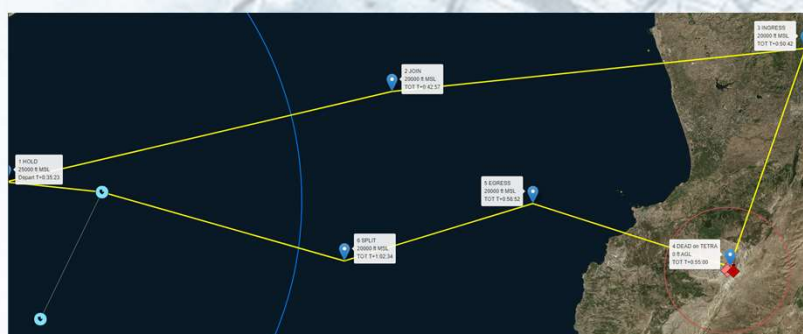 1 HOLD
25000 ft MSL
Depart T+0:35:23
2 JOIN
20000 ft MSL
TOT T+0:42:57
3 INGRESS
20000 ft MSL
TOT T+0:50:42
4 DEAD on TETRA
0 ft AGL
TOT T+0:55:00
5 EGRESS
20000 ft MSL
TOT T+0:58:52
6 SPLIT
20000 ft MSL
TOT T+1:02:34